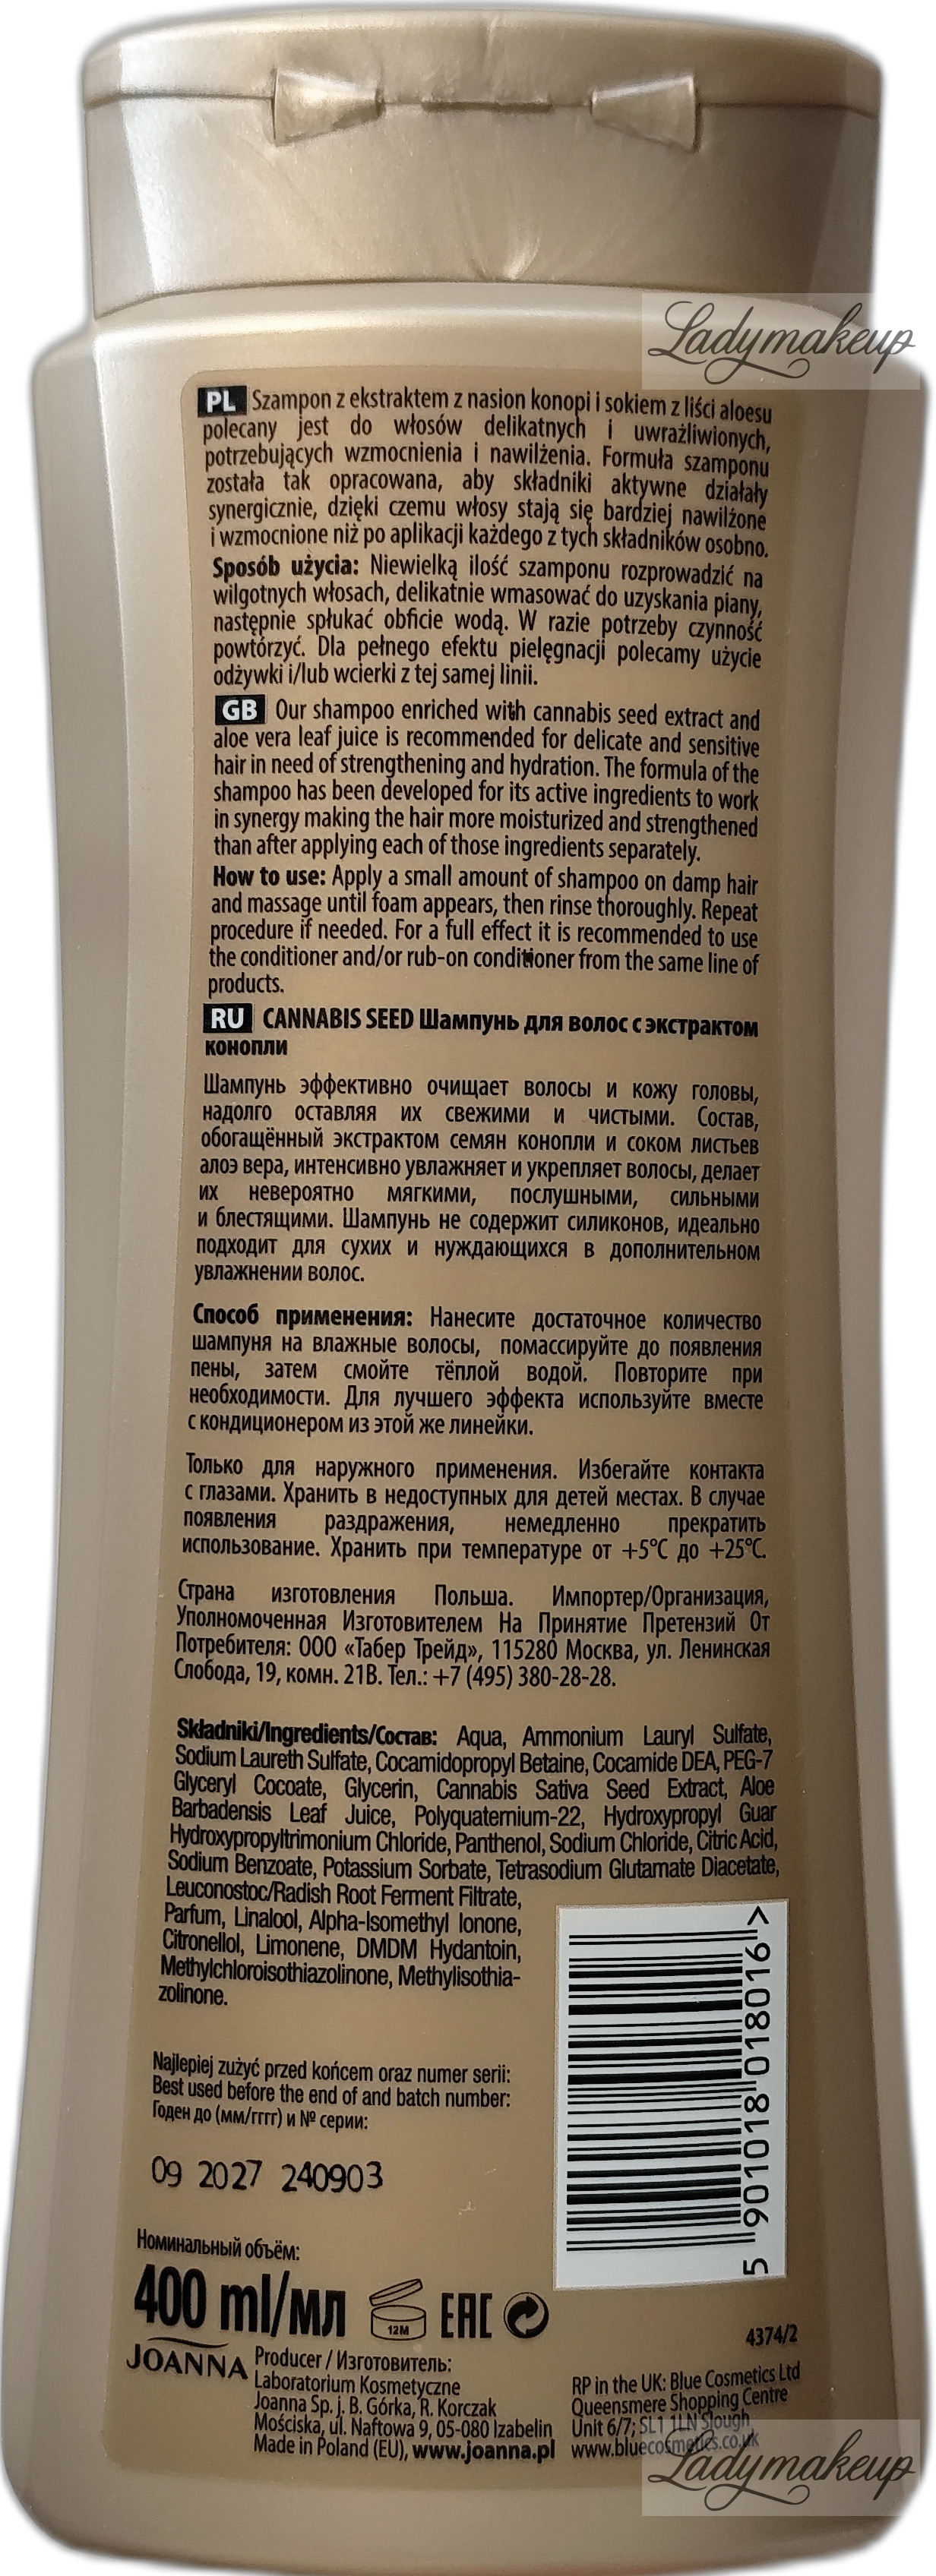 Ladymakeup
PL Szampon z ekstraktem z nasion konopi i sokiem z liści aloesu
polecany jest do włosów delikatnych i uwrażliwionych,
potrzebujących wzmocnienia i nawilżenia. Formuła szamponu
została tak opracowana, aby składniki aktywne działały
synergicznie, dzięki czemu włosy stają się bardziej nawilżone
i wzmocnione niż po aplikacji każdego z tych składników osobno.
Sposób użycia: Niewielką ilość szamponu rozprowadzić na
wilgotnych włosach, delikatnie wmasować do uzyskania piany,
następnie spłukać obficie wodą. W razie potrzeby czynność
powtórzyć. Dla pełnego efektu pielęgnacji polecamy użycie
odżywki i/lub wcierki z tej samej linii.
GB Our shampoo enriched with cannabis seed extract and
aloe vera leaf juice is recommended for delicate and sensitive
hair in need of strengthening and hydration. The formula of the
shampoo has been developed for its active ingredients to work
in synergy making the hair more moisturized and strengthened
than after applying each of those ingredients separately.
How to use: Apply a small amount of shampoo on damp hair
and massage until foam appears, then rinse thoroughly. Repeat
procedure if needed. For a full effect it is recommended to use
the conditioner and/or rub-on conditioner from the same line of
products.
RU CANNABIS SEED Шампунь для волос с экстрактом
конопли
Шампунь эффективно очищает волосы и кожу головы,
надолго оставляя их свежими и чистыми. Состав,
обогащённый экстрактом семян конопли и соком листьев
алоэ вера, интенсивно увлажняет и укрепляет волосы, делает
их невероятно мягкими, послушными, сильными
и блестящими. Шампунь не содержит силиконов, идеально
подходит для сухих и нуждающихся в дополнительном
увлажнении волос.
Способ применения: Нанесите достаточное количество
шампуня на влажные волосы, помассируйте до появления
пены, затем смойте тёплой водой. Повторите при
необходимости. Для лучшего эффекта используйте вместе
с кондиционером из этой же линейки.
Только для наружного применения. Избегайте контакта
с глазами. Хранить в недоступных для детей местах. В случае
появления раздражения, немедленно прекратить
использование. Хранить при температуре от +5°C до +25°C.
Страна изготовления Польша. Импортер/Организация,
Уполномоченная Изготовителем На Принятие Претензий От
Потребителя: ООО «Табер Трейд», 115280 Москва, ул. Ленинская
Слобода, 19, комн. 21В. Тел.: +7 (495) 380-28-28.
Składniki/Ingredients/Состав: Aqua, Ammonium Lauryl Sulfate,
Sodium Laureth Sulfate, Cocamidopropyl Betaine, Cocamide DEA, PEG-7
Glyceryl Cocoate, Glycerin, Cannabis Sativa Seed Extract, Aloe
Barbadensis Leaf Juice, Polyquaternium-22, Hydroxypropyl Guar
Hydroxypropyltrimonium Chloride, Panthenol, Sodium Chloride, Citric Acid,
Sodium Benzoate, Potassium Sorbate, Tetrasodium Glutamate Diacetate,
Leuconostoc/Radish Root Ferment Filtrate,
Parfum, Linalool, Alpha-Isomethyl Ionone,
Citronellol, Limonene, DMDM Hydantoin,
Methylchloroisothiazolinone, Methylisothia-
zolinone.
5 901018 018016 >
Najlepiej zużyć przed końcem oraz numer serii:
Best used before the end of and batch number:
Годен до (мм/гггг) и № серии:
09 2027 240903
Номинальный объём:
400 ml/мл
12M
EAC
4374/2
JOANNA
Producer / Изготовитель:
Laboratorium Kosmetyczne
Joanna Sp. j. B. Górka, R. Korczak
Mościska, ul. Naftowa 9, 05-080 Izabelin
Made in Poland (EU), www.joanna.pl
RP in the UK: Blue Cosmetics Ltd
Queensmere Shopping Centre
Unit 6/7; SL1 1LN Slough
www.bluecosmetics.co.uk
Ladymakeup